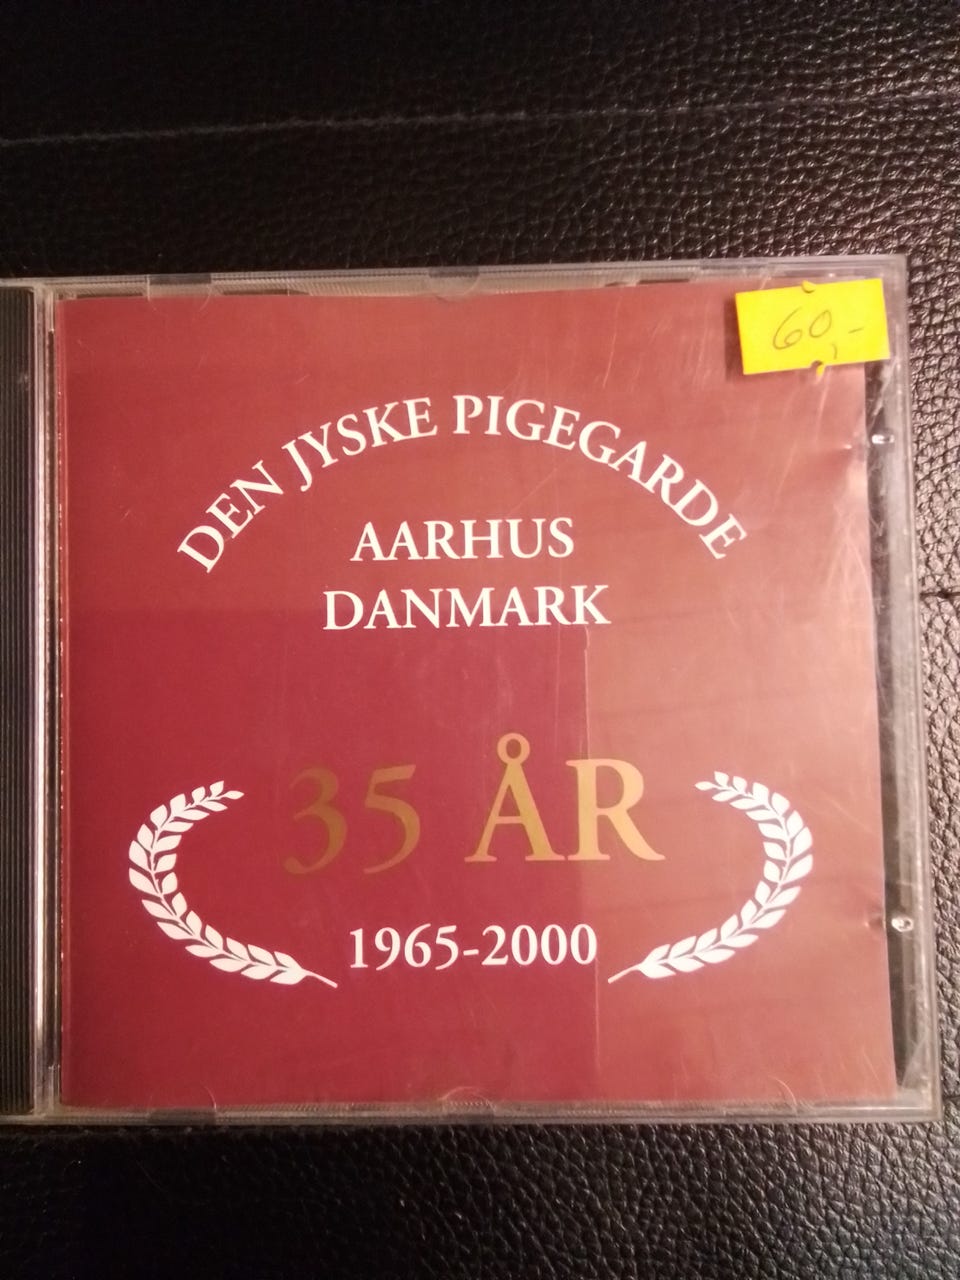 60,-
DEN JYSKE PIGEGARDE
AARHUS
DANMARK
35 ÅR
1965-2000